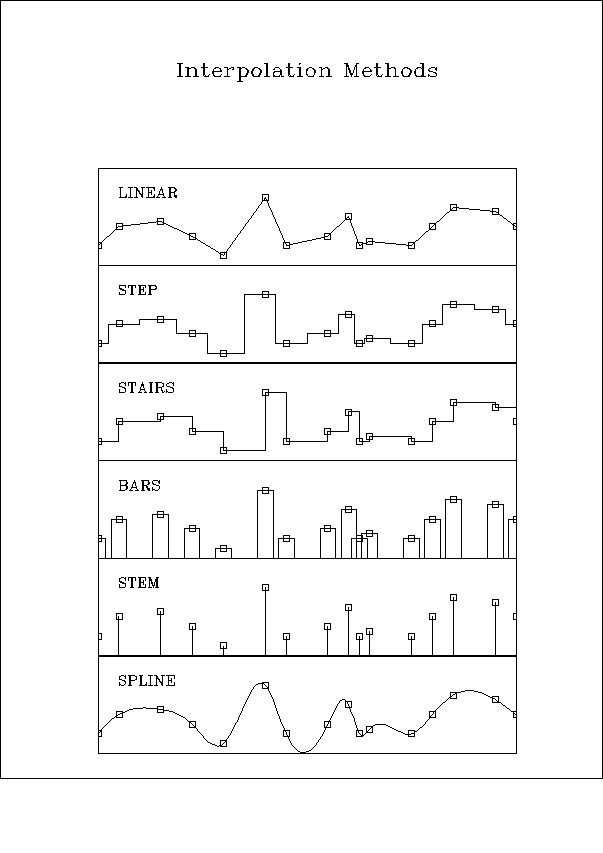 Interpolation Methods
LINEAR
STEP
STAIRS
BARS
STEM
SPLINE